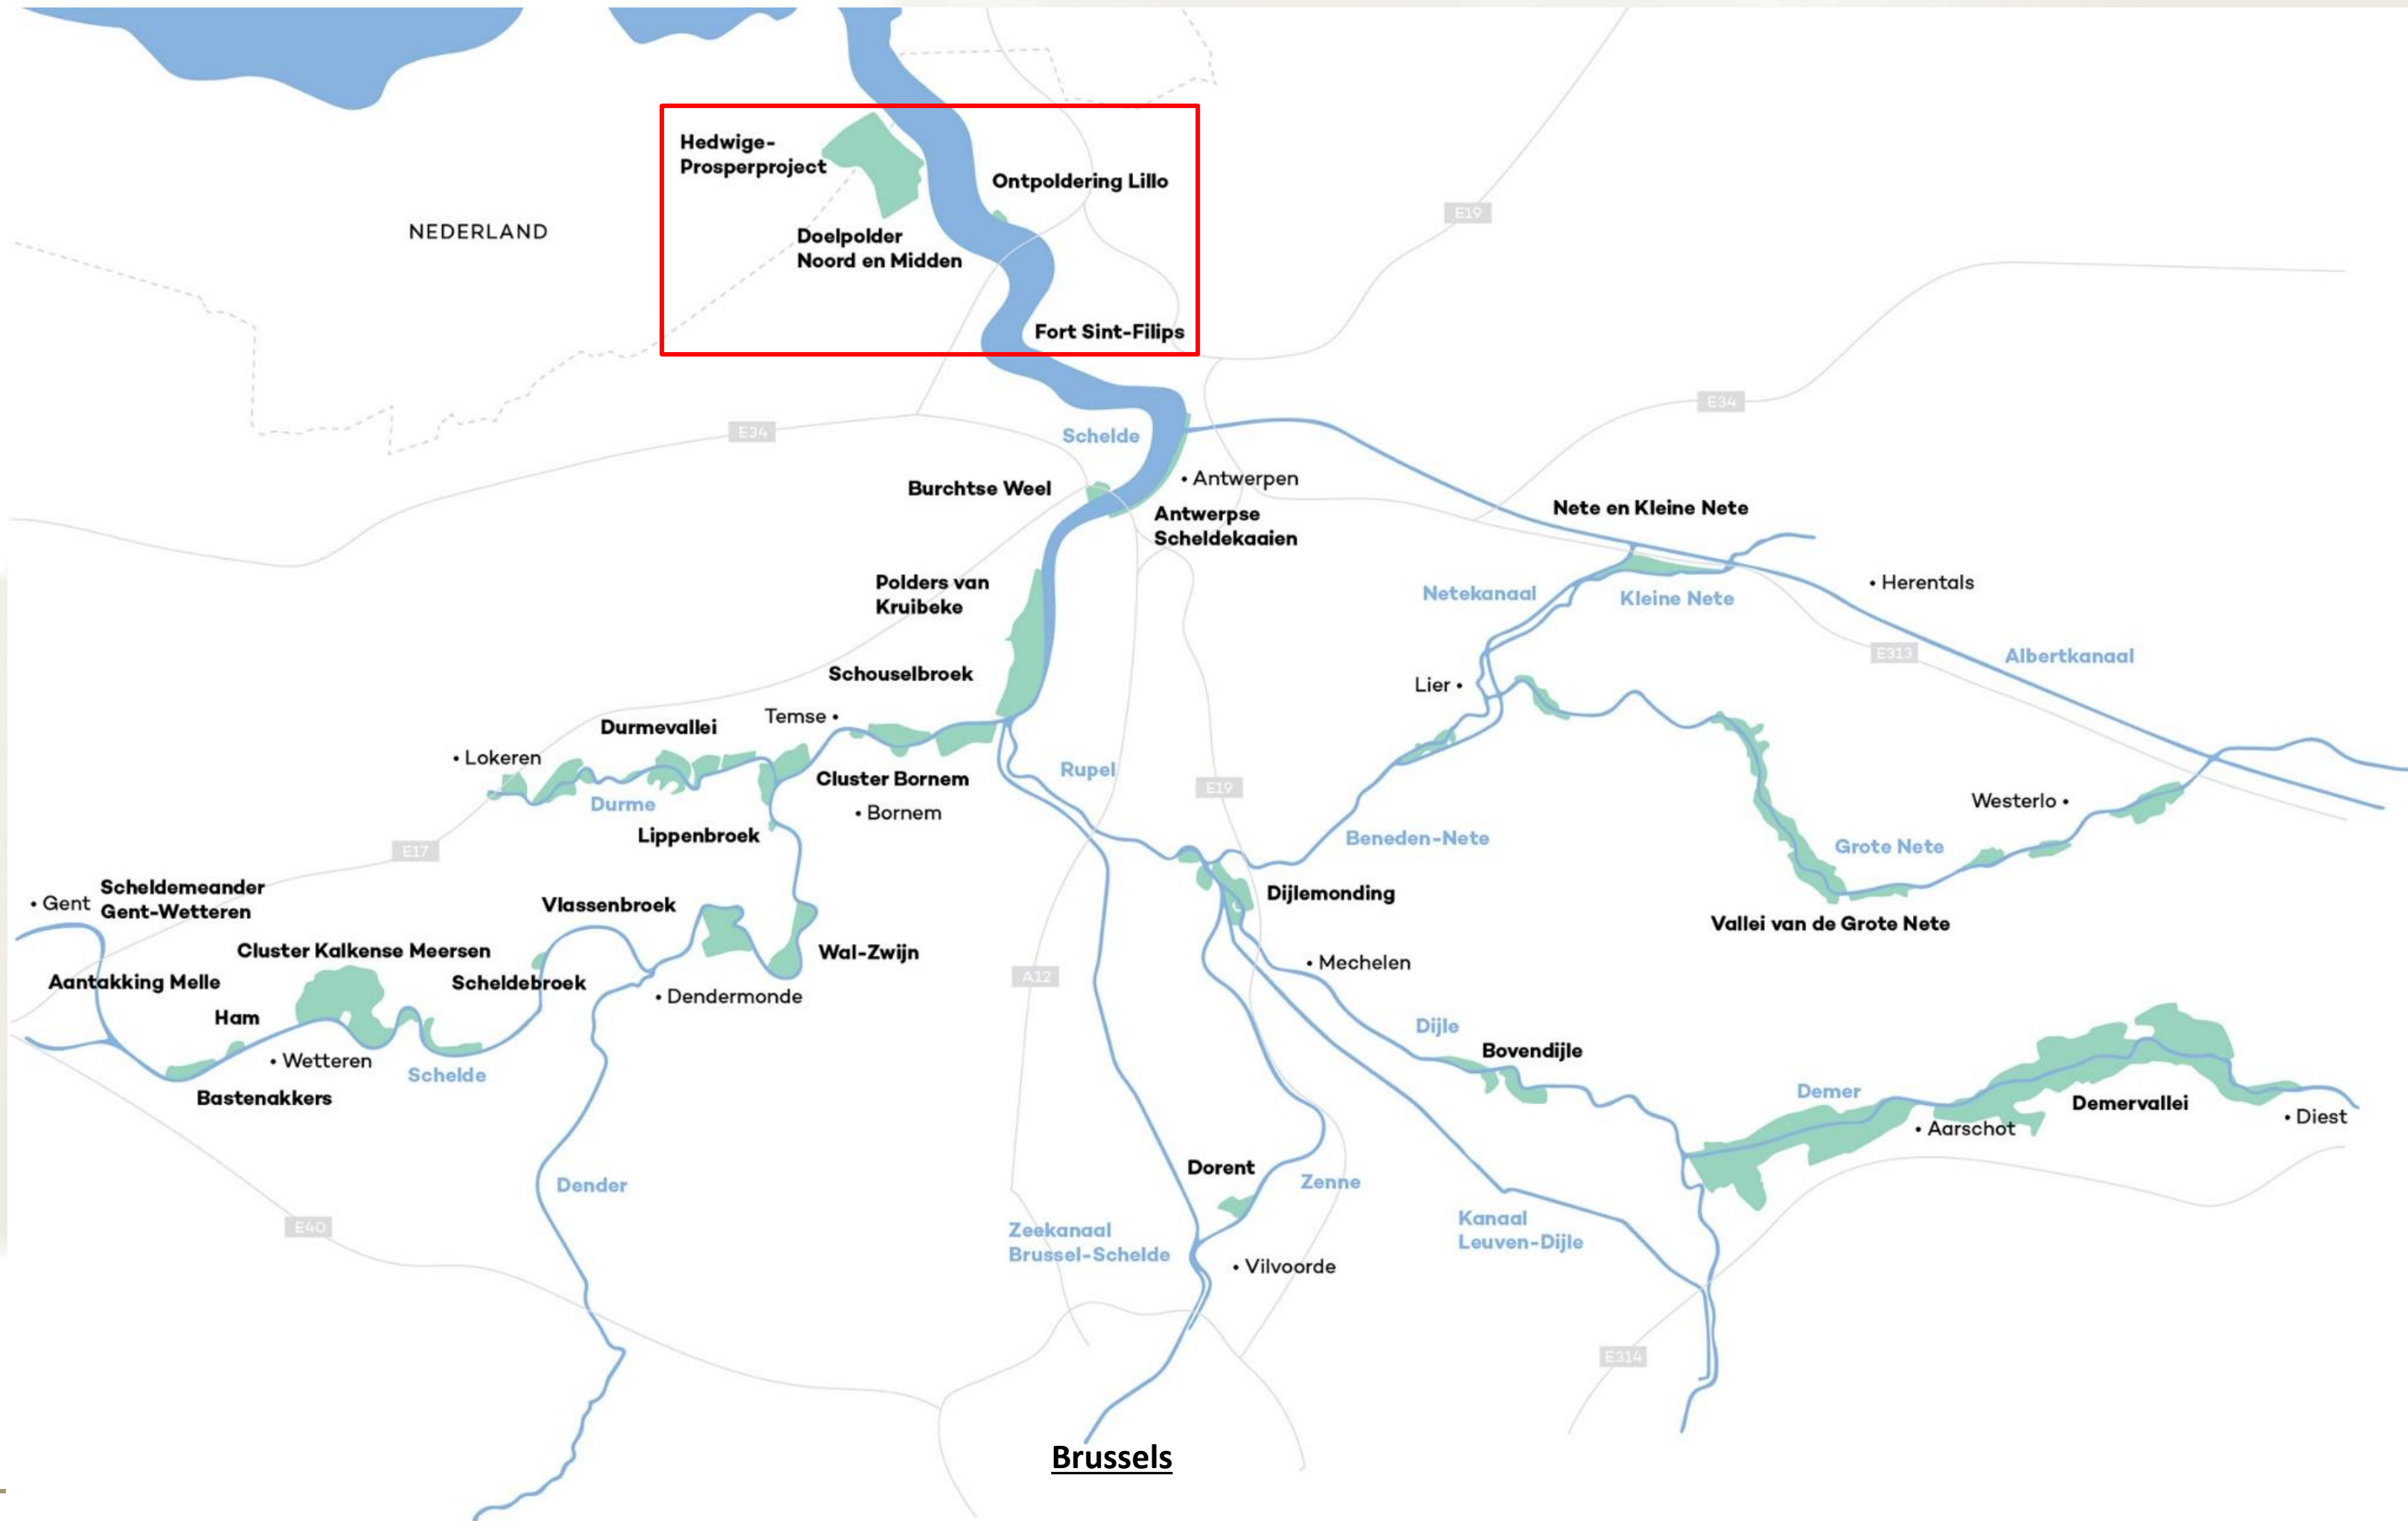 Hedwige-
Prosperproject
Ontpoldering Lillo
NEDERLAND
Doelpolder
Noord en Midden
E19
Fort Sint-Filips
E34
E34
Schelde
Burchtse Weel
• Antwerpen
Antwerpse
Scheldekaaien
Nete en Kleine Nete
Polders van
Kruibeke
Netekanaal
Kleine Nete
• Herentals
E313
Albertkanaal
Schouselbroek
Lier •
Temse •
Durmevallei
• Lokeren
Durme
Cluster Bornem
• Bornem
Rupel
E19
Westerlo •
Lippenbroek
Beneden-Nete
Grote Nete
E17
Scheldemeander
Gent-Wetteren
• Gent
Vlassenbroek
Dijlemonding
Vallei van de Grote Nete
Cluster Kalkense Meersen
Wal-Zwijn
• Mechelen
Aantakking Melle
Scheldebroek
A12
• Dendermonde
Ham
Dijle
Bovendijle
• Wetteren
Schelde
Bastenakkers
Demer
Demervallei
• Diest
• Aarschot
Dorent
Dender
Zenne
E40
Zeekanaal
Brussel-Schelde
Kanaal
Leuven-Dijle
• Vilvoorde
E314
Brussels